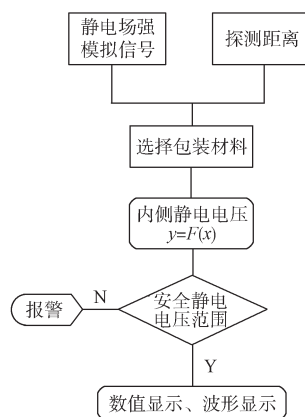 静电场强
模拟信号
探测距离
选择包装材料
内侧静电电压
y=F(x)
安全静电
电压范围
N
报警
Y
数值显示、波形显示